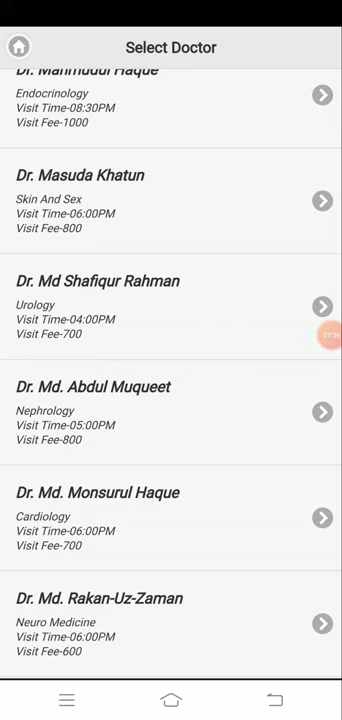 Select Doctor
Dr. Mahmudul Haque
Endocrinology
Visit Time-08:30PM
Visit Fee-1000
Dr. Masuda Khatun
Skin And Sex
Visit Time-06:00PM
Visit Fee-800
Dr. Md Shafiqur Rahman
Urology
Visit Time-04:00PM
Visit Fee-700
Dr. Md. Abdul Muqueet
Nephrology
Visit Time-05:00PM
Visit Fee-800
Dr. Md. Monsurul Haque
Cardiology
Visit Time-06:00PM
Visit Fee-700
Dr. Md. Rakan-Uz-Zaman
Neuro Medicine
Visit Time-06:00PM
Visit Fee-600